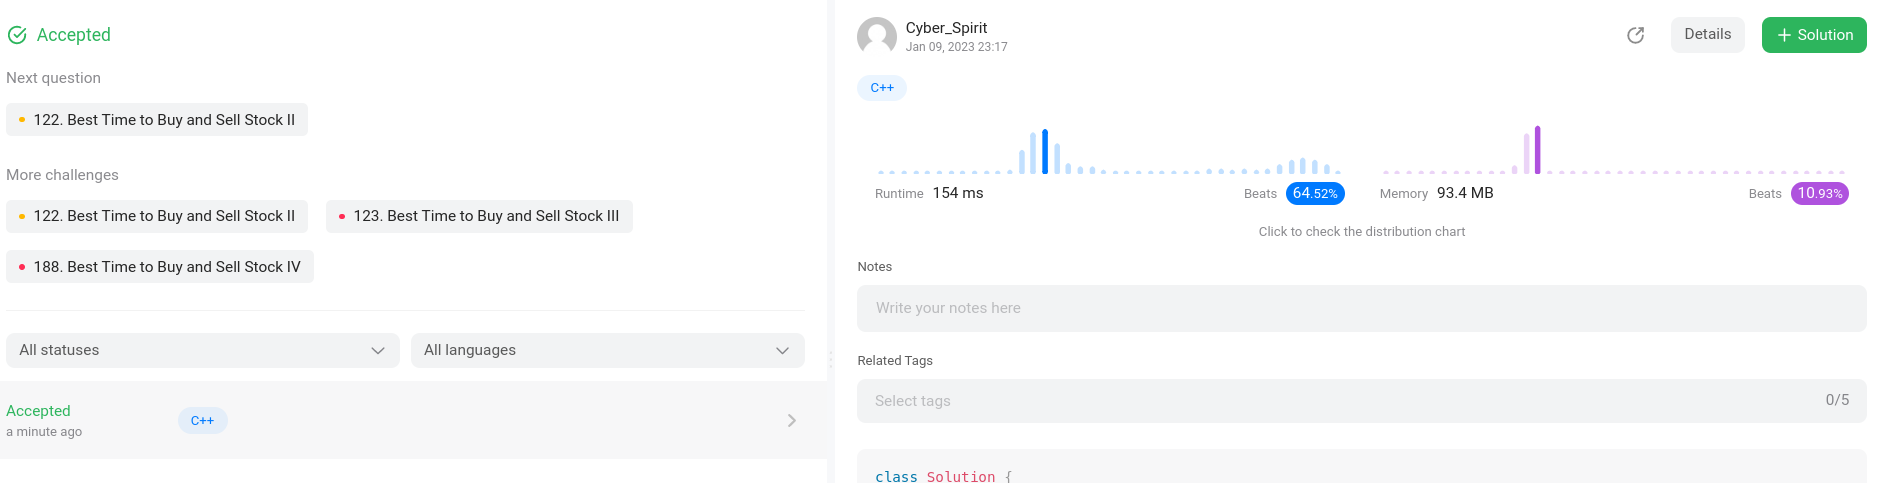 Accepted
Next question
122. Best Time to Buy and Sell Stock II
More challenges
122. Best Time to Buy and Sell Stock II
123. Best Time to Buy and Sell Stock III
188. Best Time to Buy and Sell Stock IV
All statuses
All languages
Accepted
a minute ago
C++
Cyber_Spirit
Jan 09, 2023 23:17
Details
+ Solution
C++
Runtime 154 ms
Beats 64.52%
Memory 93.4 MB
Beats 10.93%
Click to check the distribution chart
Notes
Write your notes here
Related Tags
Select tags
0/5
class Solution {